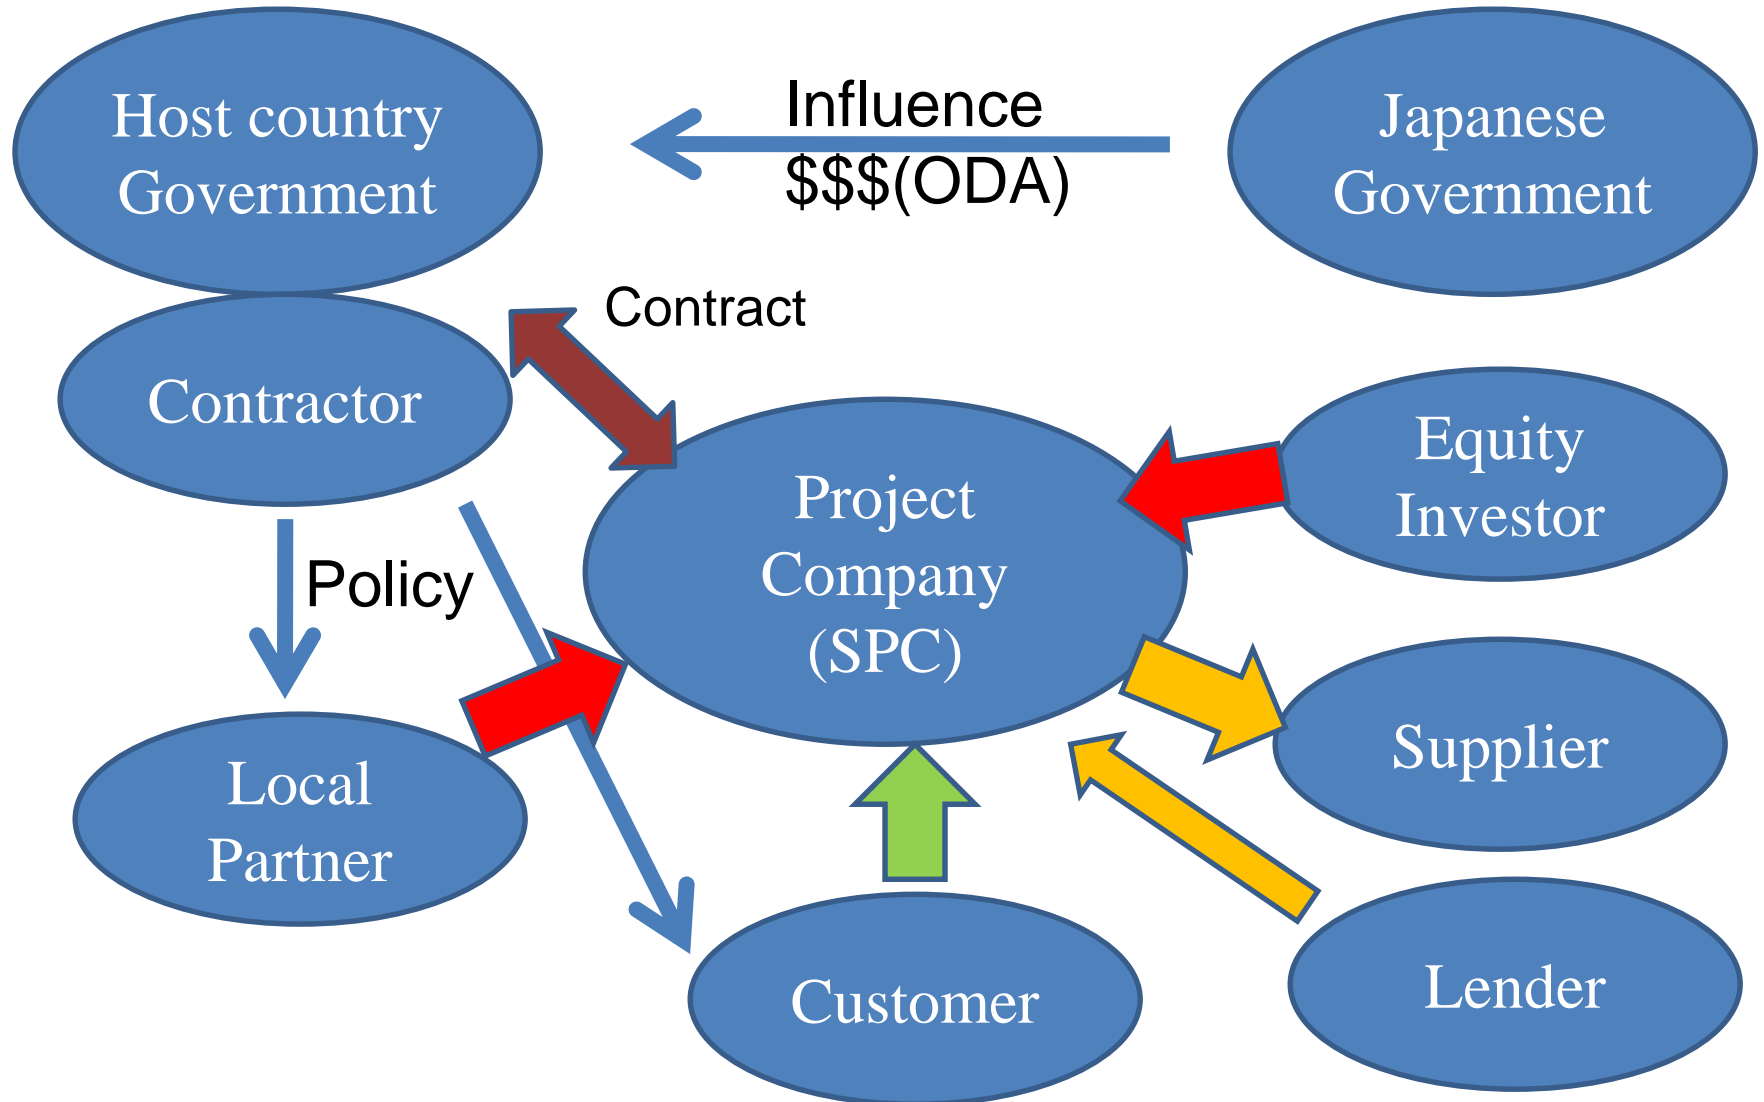 Host country
Government
Influence
$$$(ODA)
Japanese
Government
Contract
Contractor
Equity
Investor
Project
Company
(SPC)
Policy
Supplier
Local
Partner
Customer
Lender